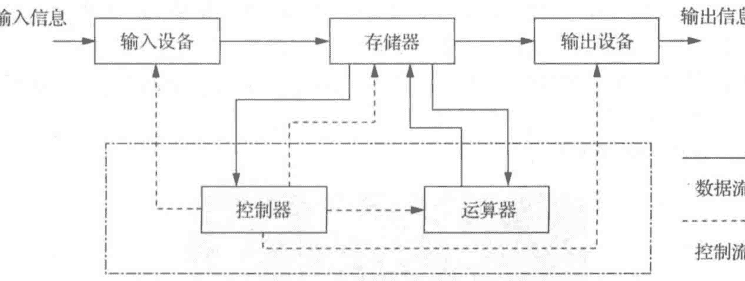 输入信息
输出信息
输入设备
存储器
输出设备
控制器
运算器
数据流
控制流